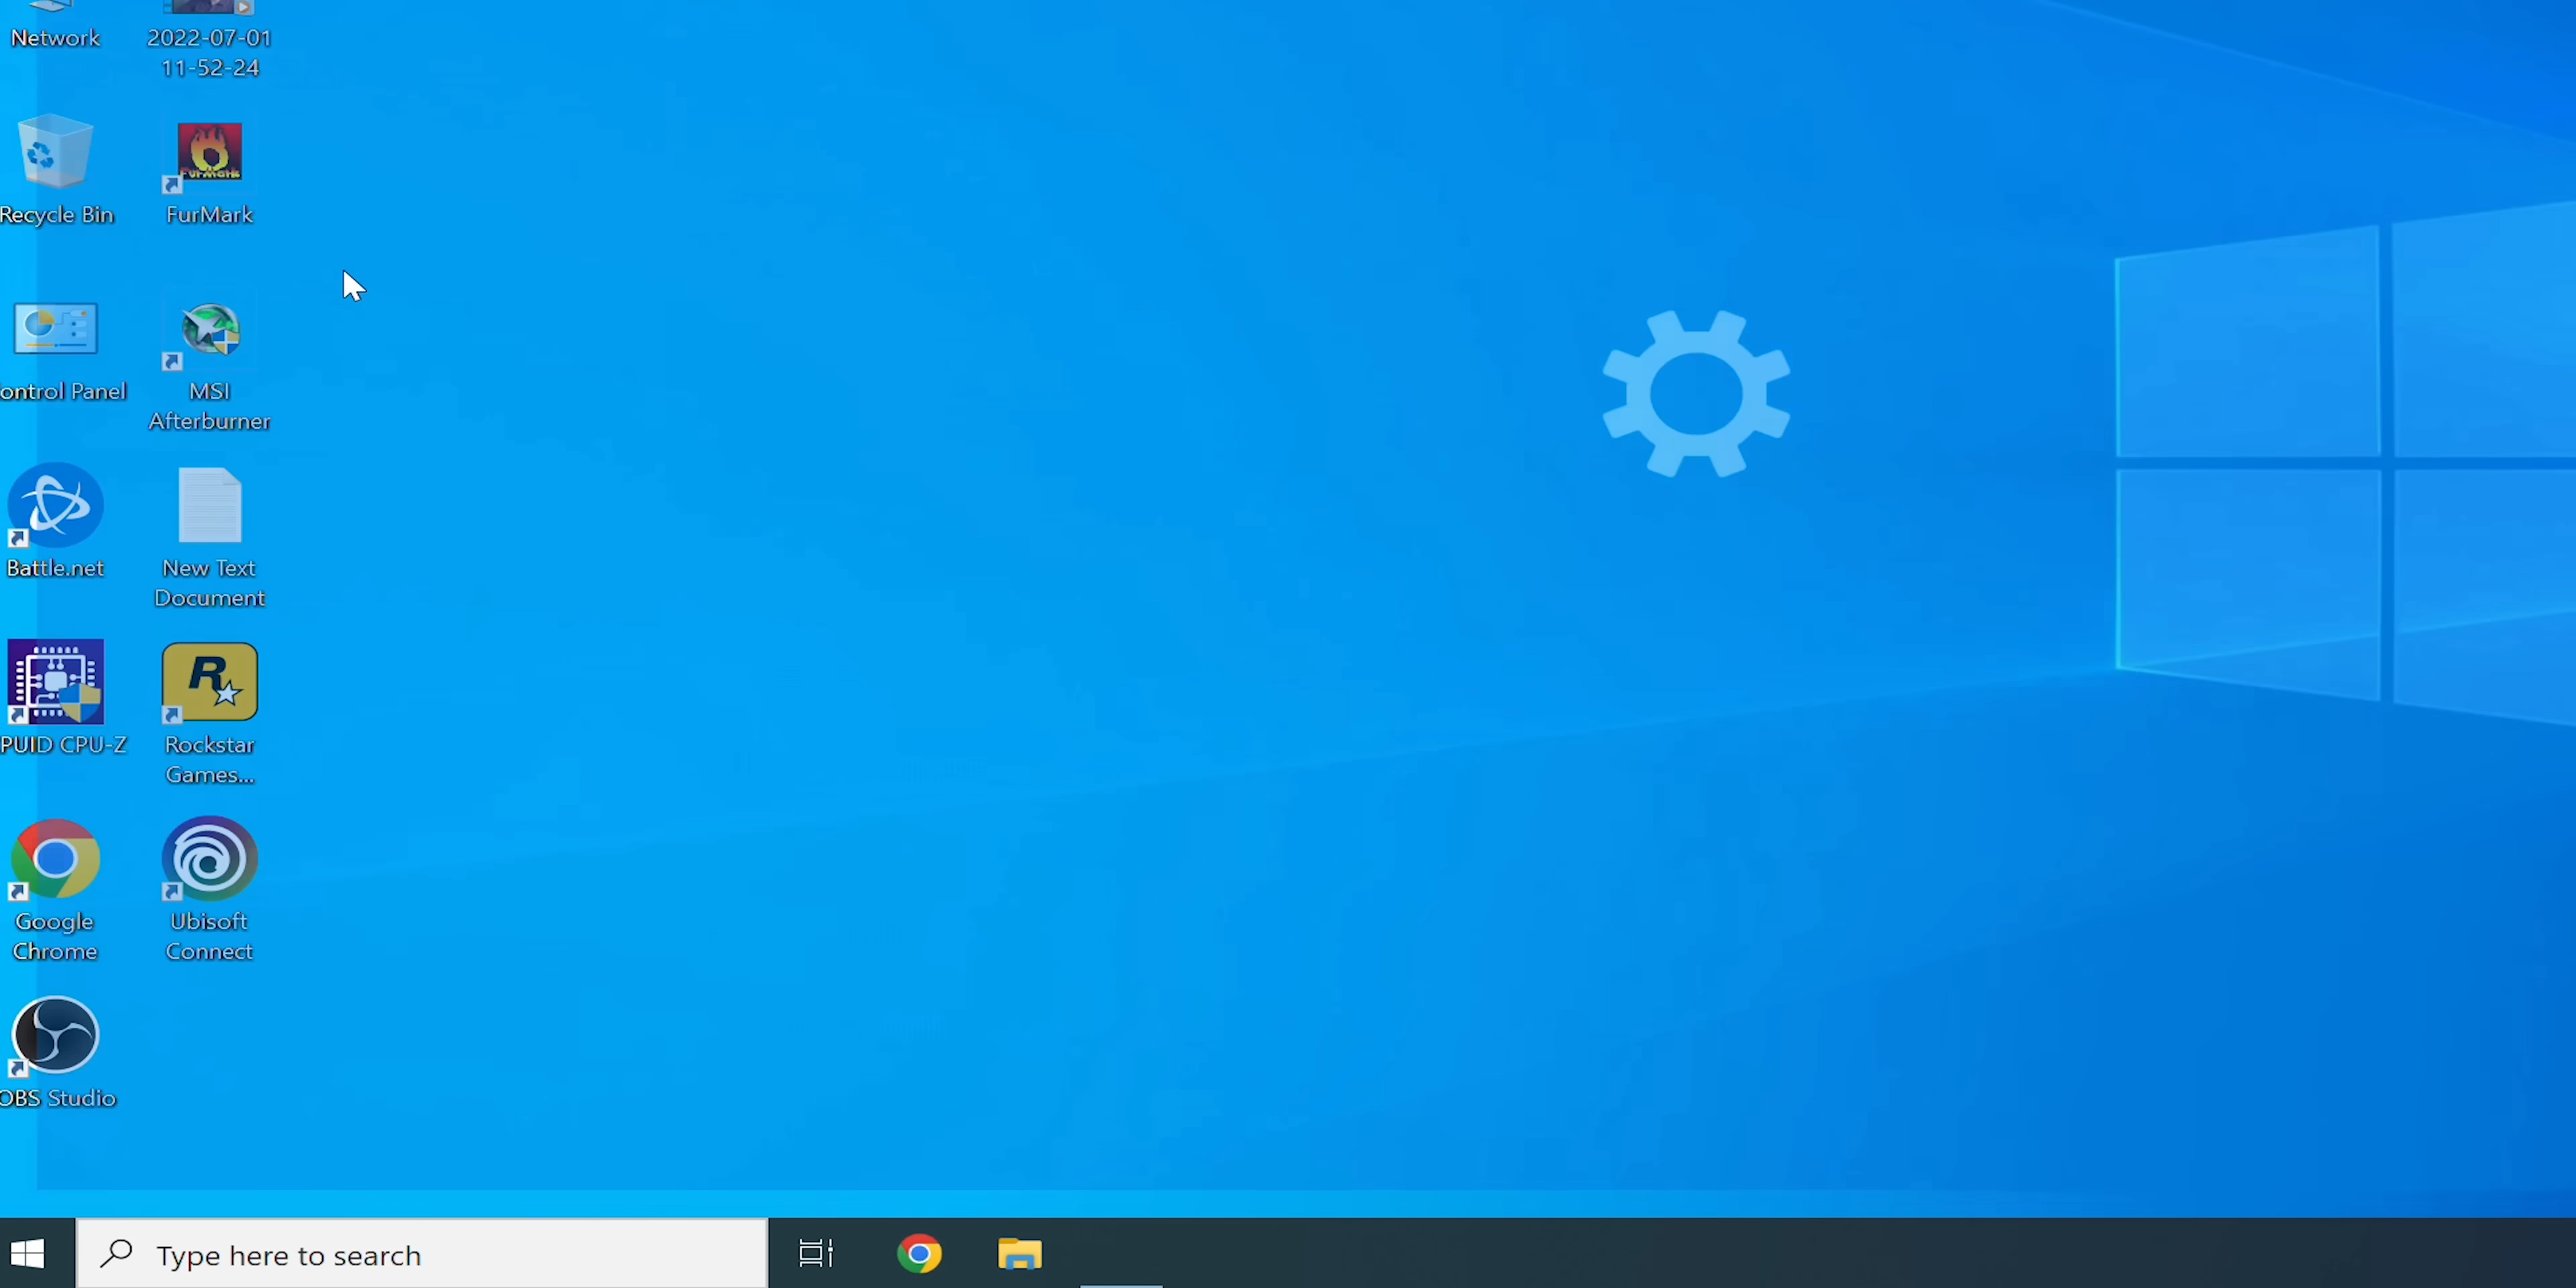 Network
2022-07-01
11-52-24
Recycle Bin
FurMark
FurMark
ontrol Panel
MSI
Afterburner
Battle.net
New Text
Document
R
PUID CPU-Z
Rockstar
Games...
Google
Chrome
Ubisoft
Connect
OBS Studio
Type here to search